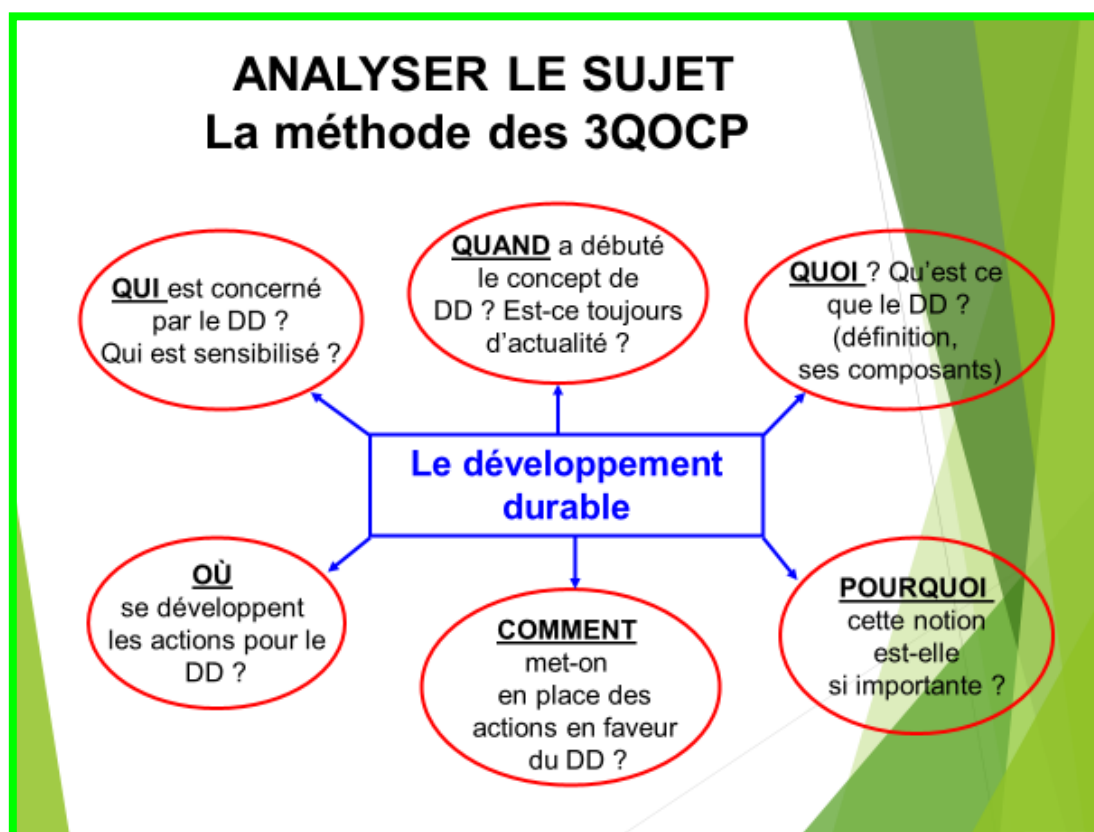 ANALYSER LE SUJET
La méthode des 3QOCP
QUI est concerné
par le DD ?
Qui est sensibilisé ?
QUAND a débuté
le concept de
DD ? Est-ce toujours
d'actualité ?
QUOI ? Qu'est ce
que le DD ?
(définition,
ses composants)
Le développement
durable
OÙ
se développent
les actions pour le
DD ?
COMMENT
met-on
en place des
actions en faveur
du DD ?
POURQUOI
cette notion
est-elle
si importante ?